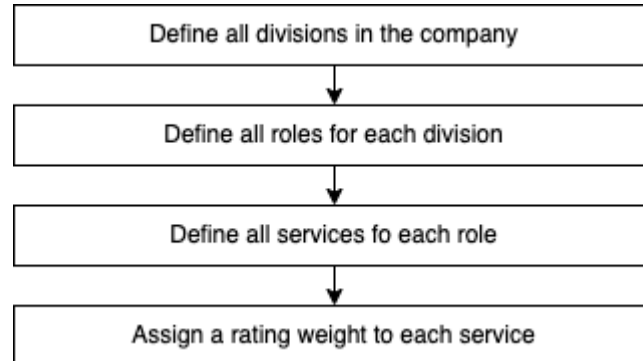 Define all divisions in the company
Define all roles for each division
Define all services fo each role
Assign a rating weight to each service